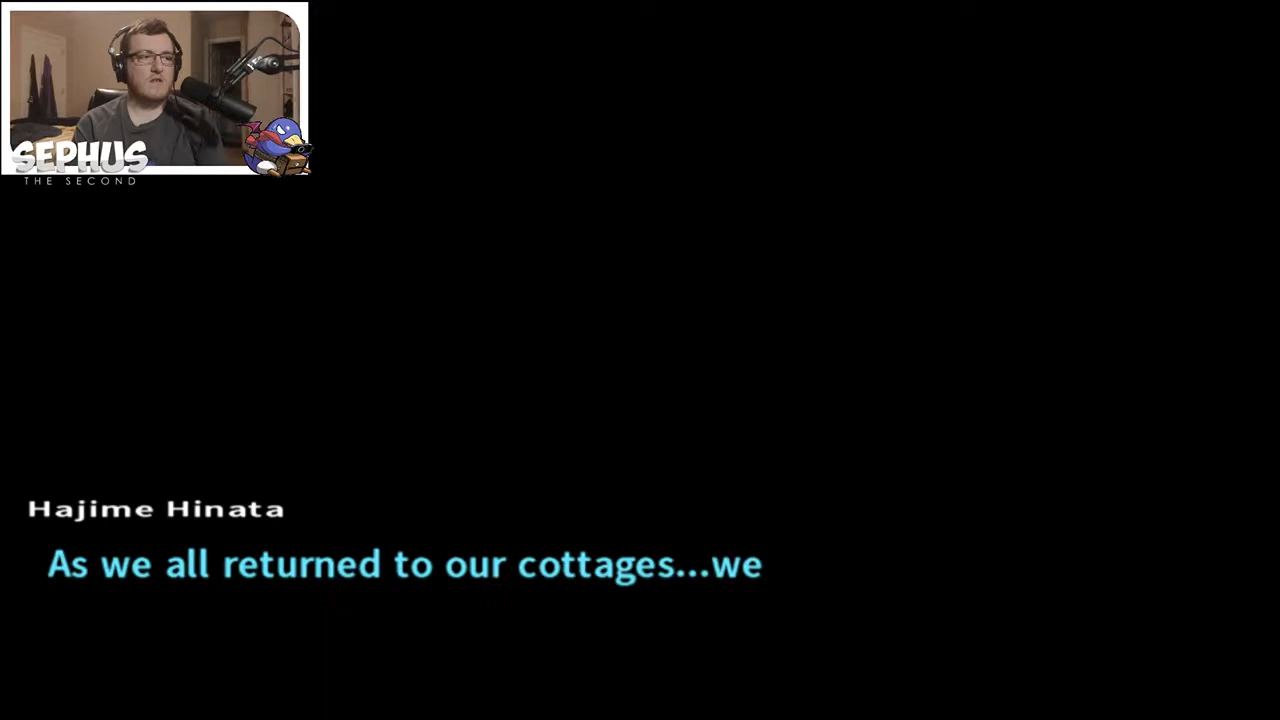 SEPHUS
THE SECOND
Hajime Hinata
As we all returned to our cottages...we